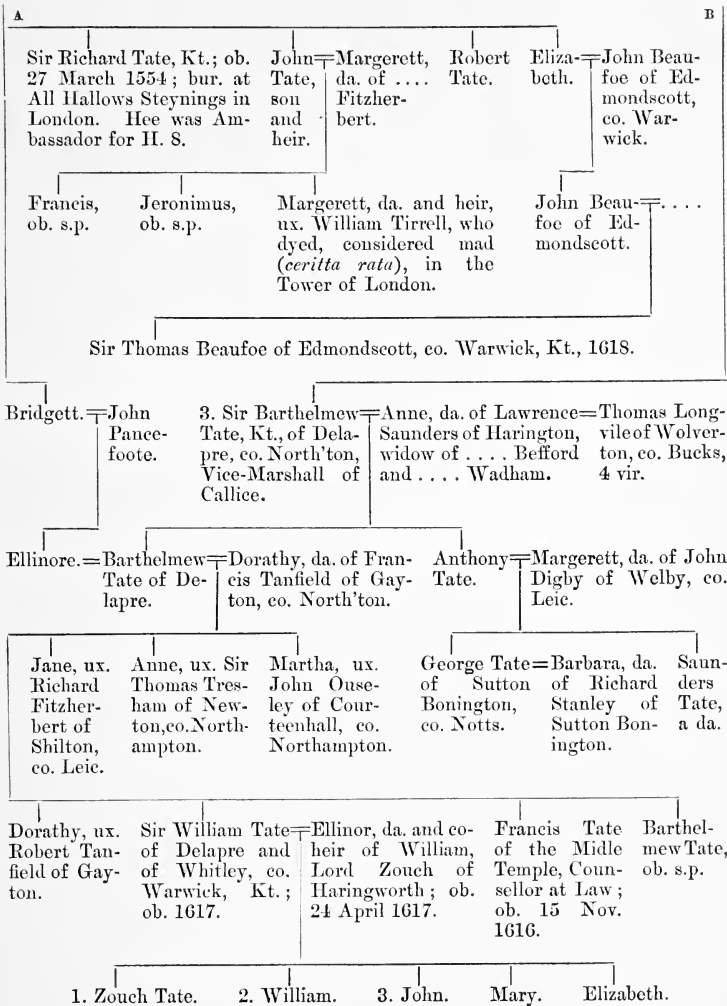 A
B
Sir Richard Tate, Kt.; ob.
27 March 1554; bur. at
All Hallows Steynings in
London. Hee was Am-
bassador for H. S.
John
Tate,
son
and
heir.
Margerett,
da. of ....
Fitzher-
bert.
Robert
Tate.
Eliza-
beth.
John Beau-
foe of Ed-
mondscott,
co. War-
wick.
Francis,
ob. s.p.
Jeronimus,
ob. s.p.
Margerett, da. and heir,
ux. William Tirrell, who
dyed, considered mad
(ceritta rata), in the
Tower of London.
John Beau-
foe of Ed-
mondscott.
. . . .
Sir Thomas Beaufoe of Edmondscott, co. Warwick, Kt., 1618.
Bridgett.
John
Pance-
foote.
3. Sir Barthelmew
Tate, Kt., of Dela-
pre, co. North'ton,
Vice-Marshall of
Callice.
Anne, da. of Lawrence
Saunders of Harington,
widow of .... Befford
and .... Wadham.
Thomas Long-
vile of Wolver-
ton, co. Bucks,
4 vir.
Ellinore.
Barthelmew
Tate of De-
lapre.
Dorathy, da. of Fran-
cis Tanfield of Gay-
ton, co. North'ton.
Anthony
Tate.
Margerett, da. of John
Digby of Welby, co.
Leic.
Jane, ux.
Richard
Fitzher-
bert of
Shilton,
co. Leic.
Anne, ux. Sir
Thomas Tres-
ham of New-
ton, co. North-
ampton.
Martha, ux.
John Ouse-
ley of Cour-
teenhall, co.
Northampton.
George Tate
of Sutton
Bonington,
co. Notts.
Barbara, da.
of Richard
Stanley of
Sutton Bon-
ington.
Saun-
ders
Tate,
a da.
Dorathy, ux.
Robert Tan-
field of Gay-
ton.
Sir William Tate
of Delapre and
of Whitley, co.
Warwick, Kt.;
ob. 1617.
Ellinor, da. and co-
heir of William,
Lord Zouch of
Haringworth; ob.
24 April 1617.
Francis Tate
of the Midle
Temple, Coun-
sellor at Law;
ob. 15 Nov.
1616.
Barthel-
mew Tate,
ob. s.p.
1. Zouch Tate.
2. William.
3. John.
Mary.
Elizabeth.